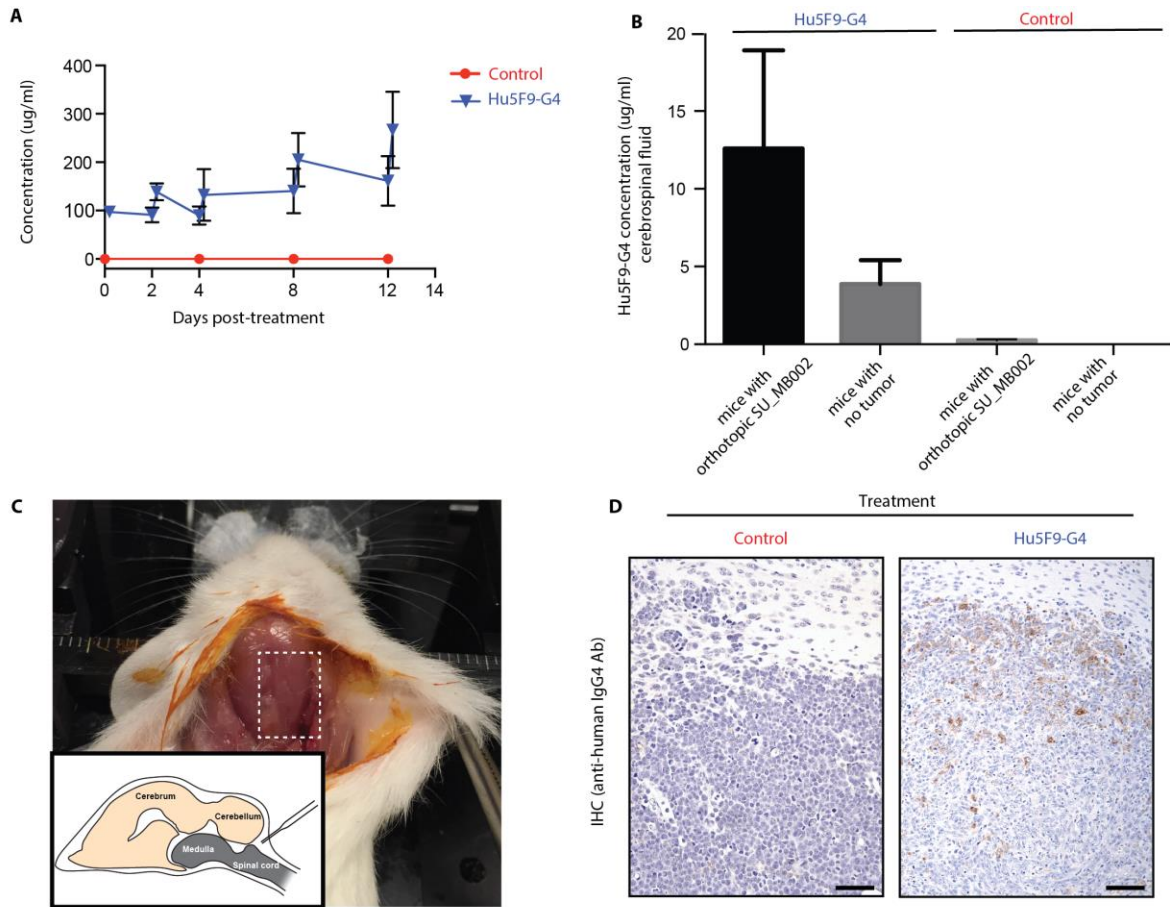 A
Concentration (ug/ml)
400
300
200
100
0
0
2
4
8
12
14
Days post-treatment
Control
Hu5F9-G4
B
Hu5F9-G4
Control
Hu5F9-G4 concentration (ug/ml)
cerebrospinal fluid
20
15
10
5
0
mice with
orthotopic SU_MB002
mice with
no tumor
mice with
orthotopic SU_MB002
mice with
no tumor
C
Cerebrum
Cerebellum
Medulla
Spinal cord
D
Treatment
Control
Hu5F9-G4
IHC (anti-human IgG4 Ab)